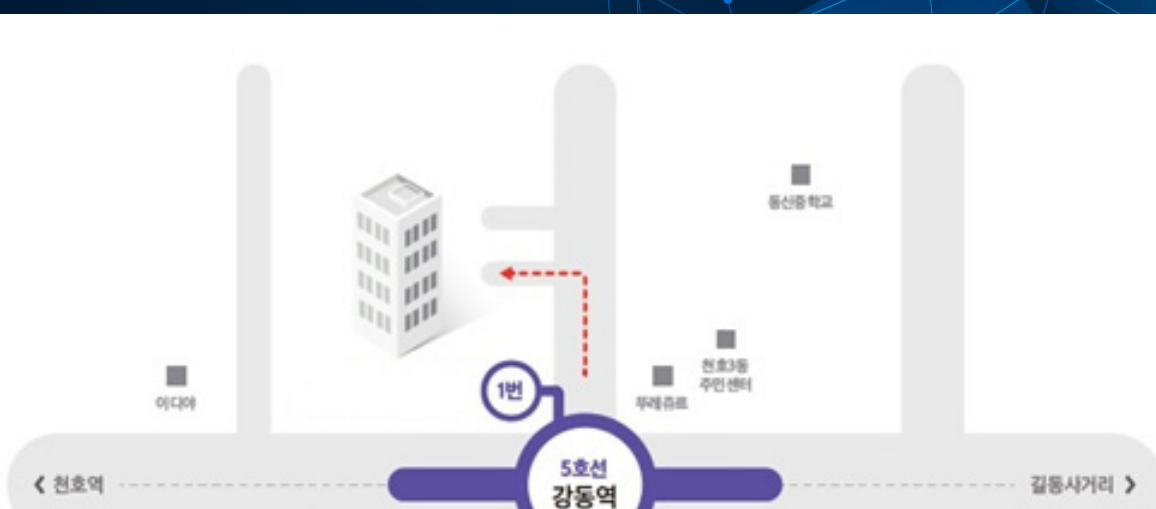 동신중학교
천호3동
주민센터
이디야
1번
뚜레쥬르
5호선
강동역
천호역
길동사거리